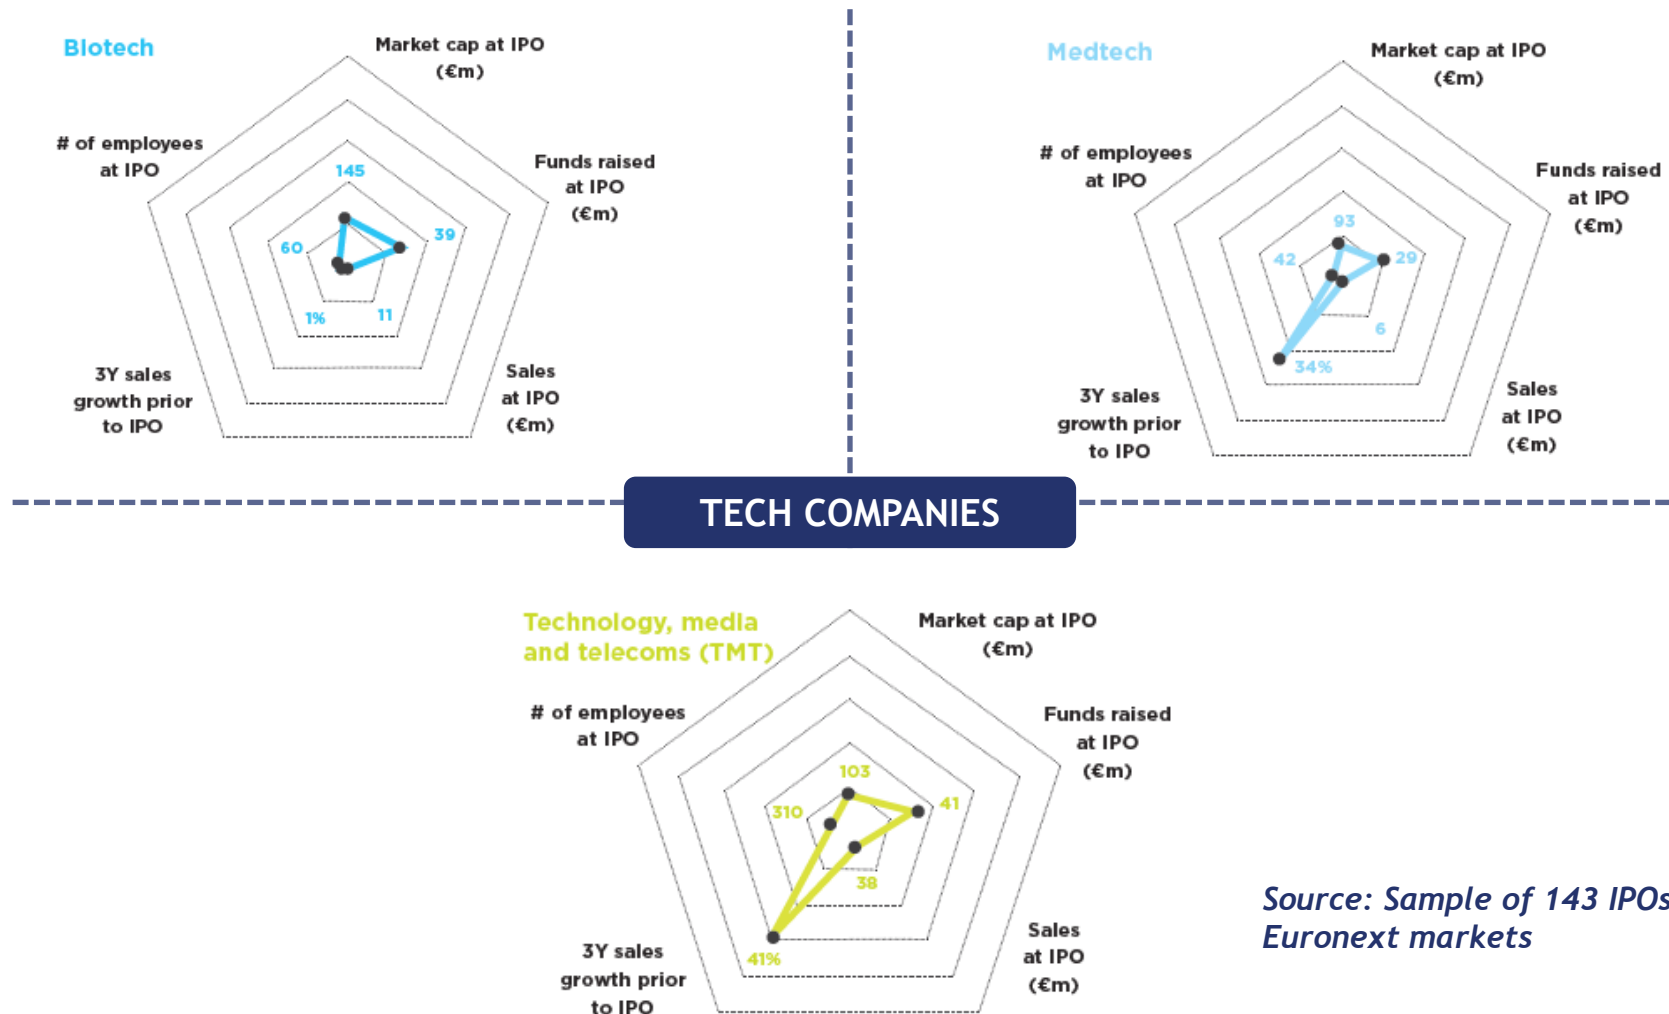 Biotech
Market cap at IPO
(€m)
# of employees
at IPO
Funds raised
at IPO
(€m)
145
39
60
1%
11
3Y sales
growth prior
to IPO
Sales
at IPO
(€m)
Medtech
Market cap at IPO
(€m)
# of employees
at IPO
Funds raised
at IPO
(€m)
93
29
42
6
34%
3Y sales
growth prior
to IPO
Sales
at IPO
(€m)
TECH COMPANIES
Technology, media
and telecoms (TMT)
Market cap at IPO
(€m)
# of employees
at IPO
Funds raised
at IPO
(€m)
103
41
310
38
41%
3Y sales
growth prior
to IPO
Sales
at IPO
(€m)
Source: Sample of 143 IPOs
Euronext markets